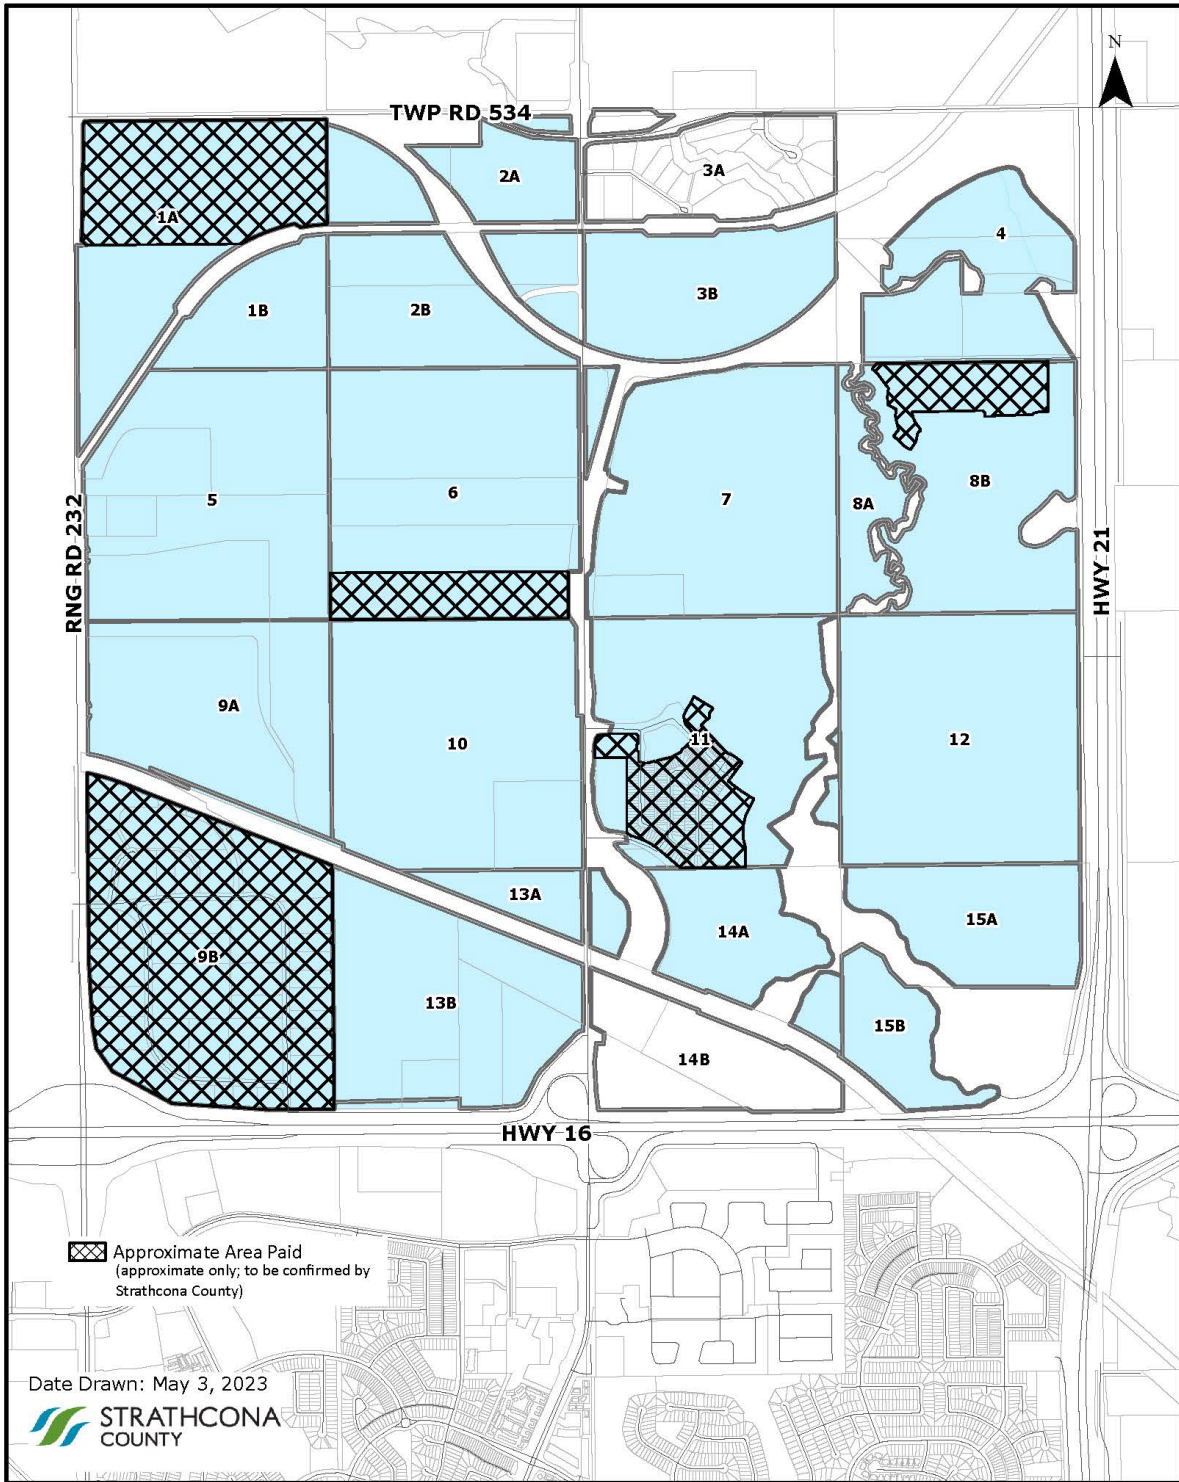 N
TWP RD 534
3A
2A
1A
4
3B
1B
2B
RNG RD 232
5
6
7
8A
8B
HWY 21
9A
10
11
12
13A
14A
15A
9B
13B
15B
14B
HWY 16
Approximate Area Paid
(approximate only; to be confirmed by
Strathcona County)
Date Drawn: May 3, 2023
STRATHCONA
COUNTY